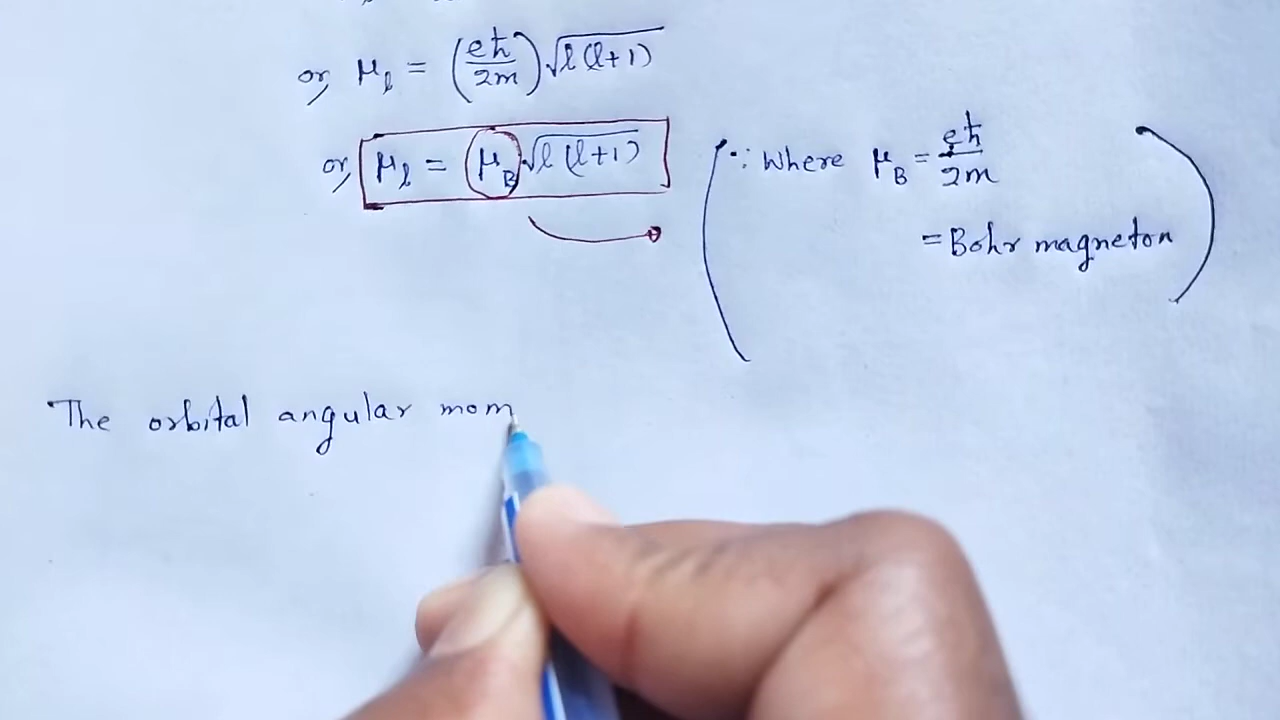 or, μ_l = (eħ/2m) √l(l+1)
or, μ_l = μ_B √l(l+1)
(∵ Where μ_B = eħ/2m
= Bohr magneton)
The orbital angular mom